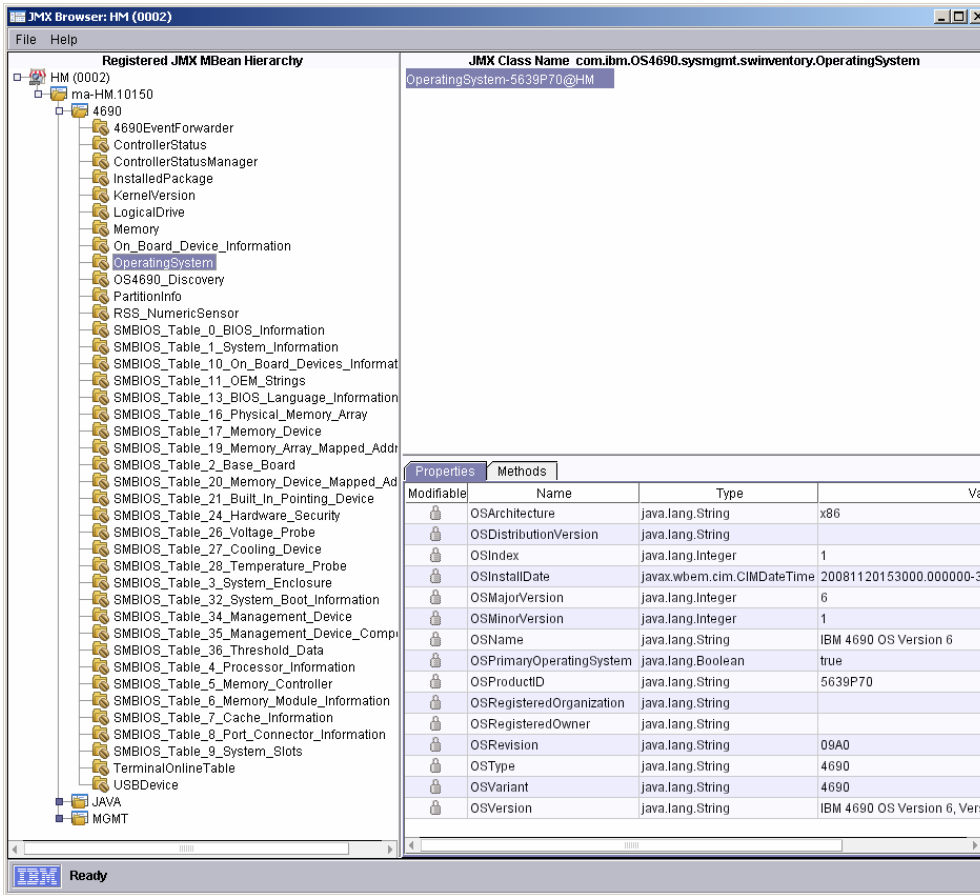 JMX Browser: HM (0002)
File Help
Registered JMX MBean Hierarchy
HM (0002)
ma-HM.10150
4690
4690EventForwarder
ControllerStatus
ControllerStatusManager
InstalledPackage
KernelVersion
LogicalDrive
Memory
On_Board_Device_Information
OperatingSystem
OS4690_Discovery
PartitionInfo
RSS_NumericSensor
SMBIOS_Table_0_BIOS_Information
SMBIOS_Table_1_System_Information
SMBIOS_Table_10_On_Board_Devices_Informat
SMBIOS_Table_11_OEM_Strings
SMBIOS_Table_13_BIOS_Language_Information
SMBIOS_Table_16_Physical_Memory_Array
SMBIOS_Table_17_Memory_Device
SMBIOS_Table_19_Memory_Array_Mapped_Addr
SMBIOS_Table_2_Base_Board
SMBIOS_Table_20_Memory_Device_Mapped_Ad
SMBIOS_Table_21_Built_In_Pointing_Device
SMBIOS_Table_24_Hardware_Security
SMBIOS_Table_26_Voltage_Probe
SMBIOS_Table_27_Cooling_Device
SMBIOS_Table_28_Temperature_Probe
SMBIOS_Table_3_System_Enclosure
SMBIOS_Table_32_System_Boot_Information
SMBIOS_Table_34_Management_Device
SMBIOS_Table_35_Management_Device_Comp
SMBIOS_Table_36_Threshold_Data
SMBIOS_Table_4_Processor_Information
SMBIOS_Table_5_Memory_Controller
SMBIOS_Table_6_Memory_Module_Information
SMBIOS_Table_7_Cache_Information
SMBIOS_Table_8_Port_Connector_Information
SMBIOS_Table_9_System_Slots
TerminalOnlineTable
USBDevice
JAVA
MGMT
JMX Class Name com.ibm.OS4690.sysmgmt.swinventory.OperatingSystem
OperatingSystem-5639P70@HM
Properties Methods
Modifiable Name Type Va
OSArchitecture java.lang.String x86
OSDistributionVersion java.lang.String
OSIndex java.lang.Integer 1
OSInstallDate javax.wbem.cim.CIMDateTime 20081120153000.000000-3
OSMajorVersion java.lang.Integer 6
OSMinorVersion java.lang.Integer 1
OSName java.lang.String IBM 4690 OS Version 6
OSPrimaryOperatingSystem java.lang.Boolean true
OSProductID java.lang.String 5639P70
OSRegisteredOrganization java.lang.String
OSRegisteredOwner java.lang.String
OSRevision java.lang.String 09A0
OSType java.lang.String 4690
OSVariant java.lang.String 4690
OSVersion java.lang.String IBM 4690 OS Version 6, Ver
IBM Ready